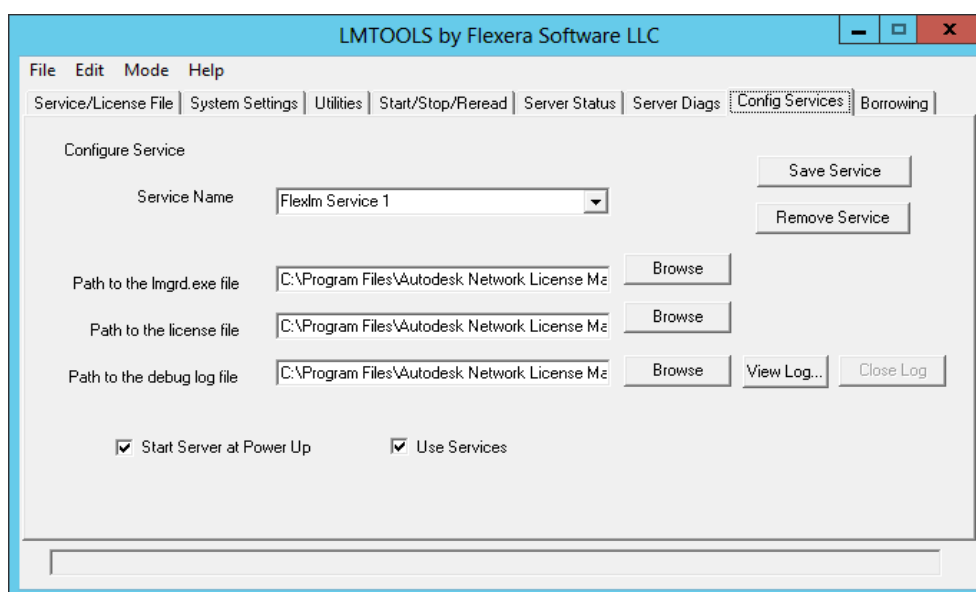 LMTOOLS by Flexera Software LLC
File Edit Mode Help
Service/License File System Settings Utilities Start/Stop/Reread Server Status Server Diags Config Services Borrowing
Configure Service
Save Service
Service Name Flexlm Service 1
Remove Service
Path to the lmgrd.exe file C:\Program Files\Autodesk Network License Ma Browse
Path to the license file C:\Program Files\Autodesk Network License Ma Browse
Path to the debug log file C:\Program Files\Autodesk Network License Ma Browse View Log... Close Log
Start Server at Power Up Use Services